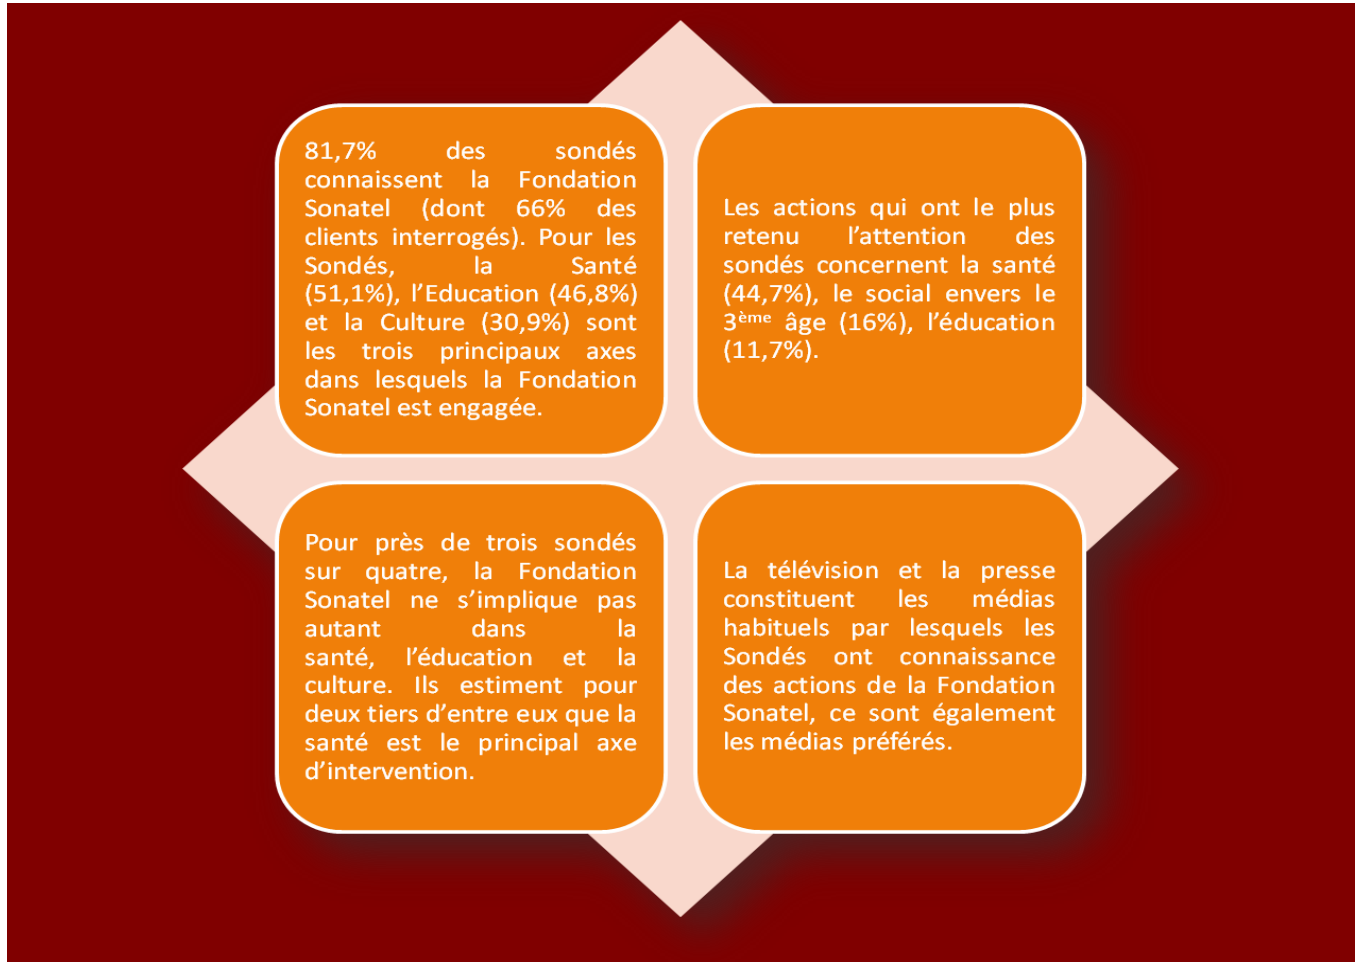 81,7% des sondés
connaissent la Fondation
Sonatel (dont 66% des
clients interrogés). Pour les
Sondés, la Santé
(51,1%), l’Education (46,8%)
et la Culture (30,9%) sont
les trois principaux axes
dans lesquels la Fondation
Sonatel est engagée.
Les actions qui ont le plus
retenu l’attention des
sondés concernent la santé
(44,7%), le social envers le
3ème âge (16%), l’éducation
(11,7%).
Pour près de trois sondés
sur quatre, la Fondation
Sonatel ne s’implique pas
autant dans la
santé, l’éducation et la
culture. Ils estiment pour
deux tiers d’entre eux que la
santé est le principal axe
d’intervention.
La télévision et la presse
constituent les médias
habituels par lesquels les
Sondés ont connaissance
des actions de la Fondation
Sonatel, ce sont également
les médias préférés.